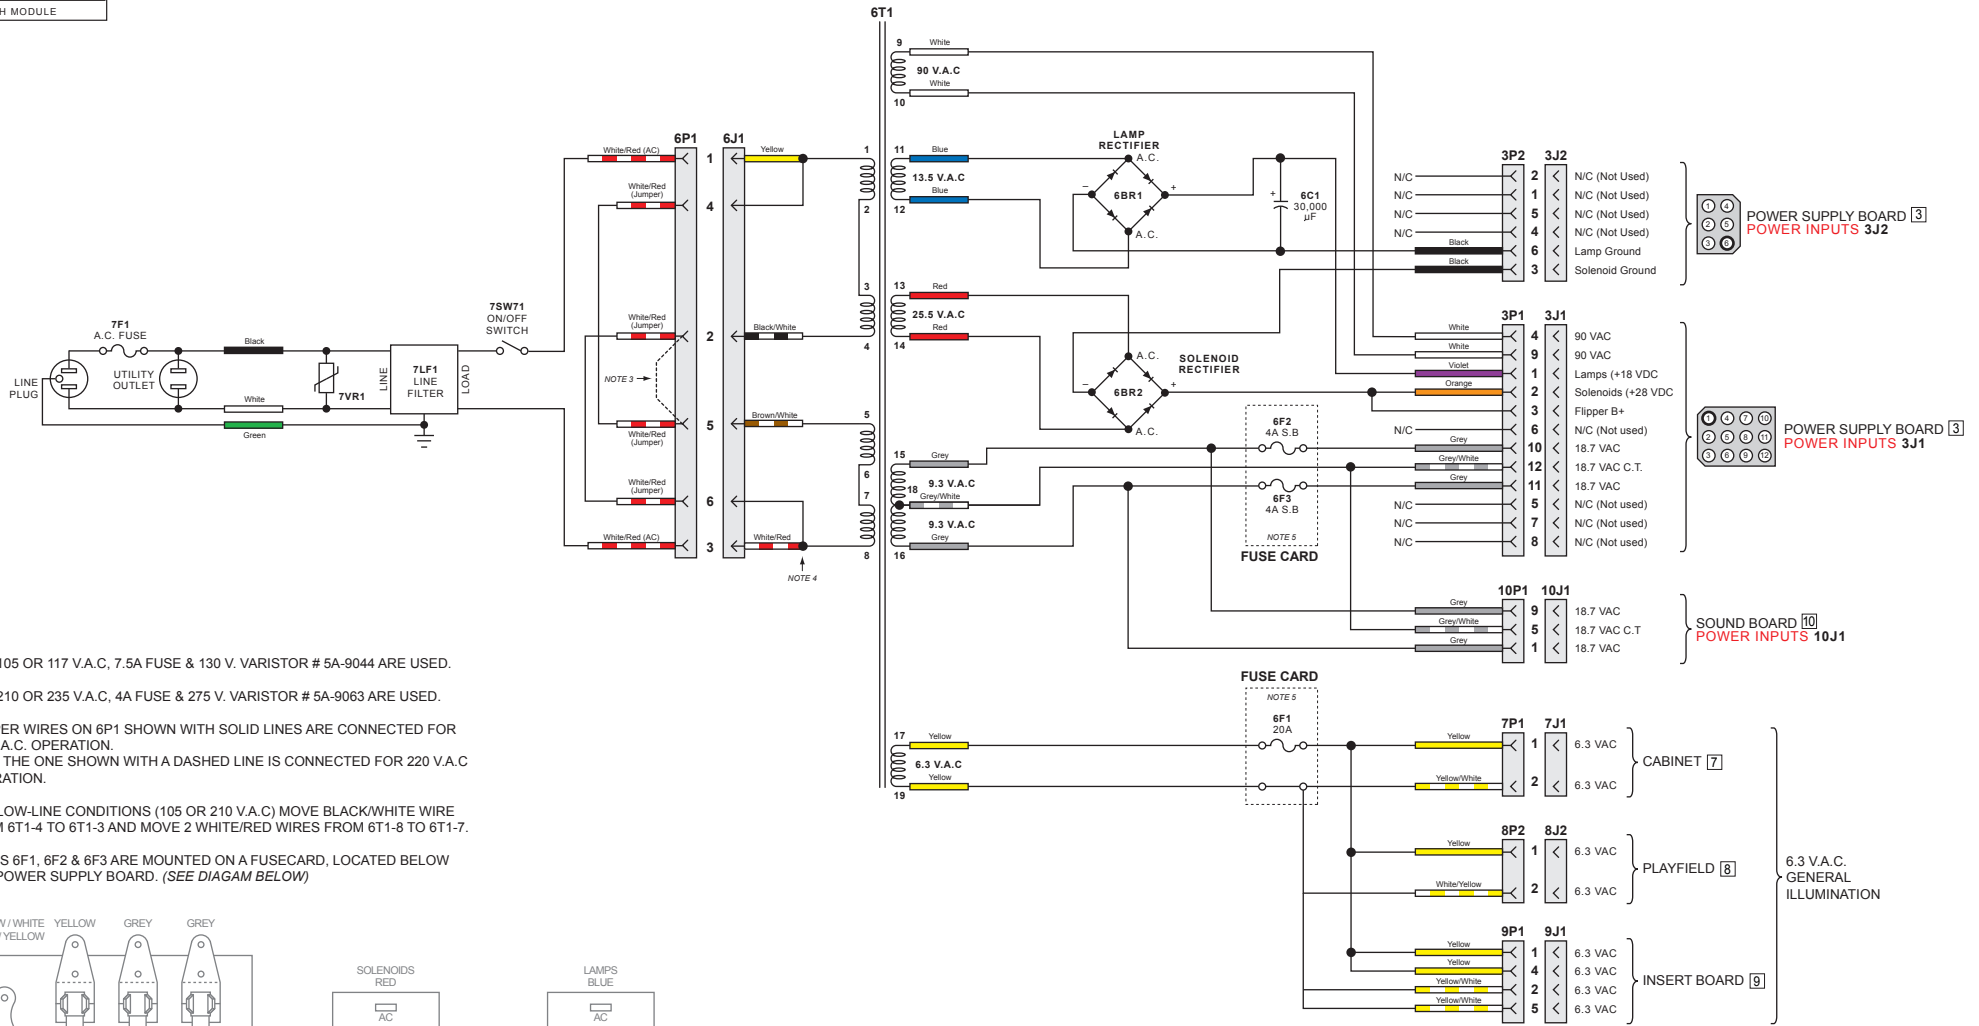 H MODULE
6T1
9
White
90 V.A.C
White
10
6P1 6J1
White/Red (AC)
1
Yellow
White/Red
(Jumper)
4
White/Red
(Jumper)
2
Black/White
NOTE 3
5
Brown/White
White/Red
(Jumper)
White/Red
(Jumper)
6
White/Red (AC)
3
White/Red
NOTE 4
7SW71
ON/OFF
SWITCH
7F1
A.C. FUSE
Black
LINE
PLUG
UTILITY
OUTLET
White
Green
7VR1
LINE
7LF1
LINE
FILTER
LOAD
1
2
3
4
5
6
7
8
11
Blue
13.5 V.A.C
Blue
12
13
Red
25.5 V.A.C
Red
14
15
Grey
9.3 V.A.C
18
Grey/White
9.3 V.A.C
Grey
16
17
Yellow
6.3 V.A.C
Yellow
19
LAMP
RECTIFIER
A.C.
–
6BR1
+
A.C.
+
6C1
30,000
µF
A.C.
SOLENOID
RECTIFIER
–
6BR2
+
A.C.
6F2
4A S.B
6F3
4A S.B
NOTE 5
FUSE CARD
FUSE CARD
NOTE 5
6F1
20A
3P2 3J2
N/C 2 N/C (Not Used)
N/C 1 N/C (Not Used)
N/C 5 N/C (Not Used)
N/C 4 N/C (Not Used)
Black 6 Lamp Ground
Black 3 Solenoid Ground
1 4
2 5
3 6
POWER SUPPLY BOARD 3
POWER INPUTS 3J2
3P1 3J1
White 4 90 VAC
White 9 90 VAC
Violet 1 Lamps (+18 VDC
Orange 2 Solenoids (+28 VDC
3 Flipper B+
N/C 6 N/C (Not used)
Grey 10 18.7 VAC
Grey/White 12 18.7 VAC C.T.
Grey 11 18.7 VAC
N/C 5 N/C (Not used)
N/C 7 N/C (Not used)
N/C 8 N/C (Not used)
1 4 7 10
2 5 8 11
3 6 9 12
POWER SUPPLY BOARD 3
POWER INPUTS 3J1
10P1 10J1
Grey 9 18.7 VAC
Grey/White 5 18.7 VAC C.T
Grey 1 18.7 VAC
SOUND BOARD 10
POWER INPUTS 10J1
7P1 7J1
Yellow 1 6.3 VAC
Yellow/White 2 6.3 VAC
CABINET 7
8P2 8J2
Yellow 1 6.3 VAC
White/Yellow 2 6.3 VAC
PLAYFIELD 8
9P1 9J1
Yellow 1 6.3 VAC
Yellow 4 6.3 VAC
Yellow/White 2 6.3 VAC
Yellow/White 5 6.3 VAC
INSERT BOARD 9
6.3 V.A.C.
GENERAL
ILLUMINATION
105 OR 117 V.A.C, 7.5A FUSE & 130 V. VARISTOR # 5A-9044 ARE USED.
210 OR 235 V.A.C, 4A FUSE & 275 V. VARISTOR # 5A-9063 ARE USED.
PER WIRES ON 6P1 SHOWN WITH SOLID LINES ARE CONNECTED FOR
A.C. OPERATION.
THE ONE SHOWN WITH A DASHED LINE IS CONNECTED FOR 220 V.A.C
RATION.
LOW-LINE CONDITIONS (105 OR 210 V.A.C) MOVE BLACK/WHITE WIRE
M 6T1-4 TO 6T1-3 AND MOVE 2 WHITE/RED WIRES FROM 6T1-8 TO 6T1-7.
S 6F1, 6F2 & 6F3 ARE MOUNTED ON A FUSECARD, LOCATED BELOW
POWER SUPPLY BOARD. (SEE DIAGAM BELOW)
W / WHITE
/ YELLOW
YELLOW
GREY
GREY
SOLENOIDS
RED
AC
LAMPS
BLUE
AC